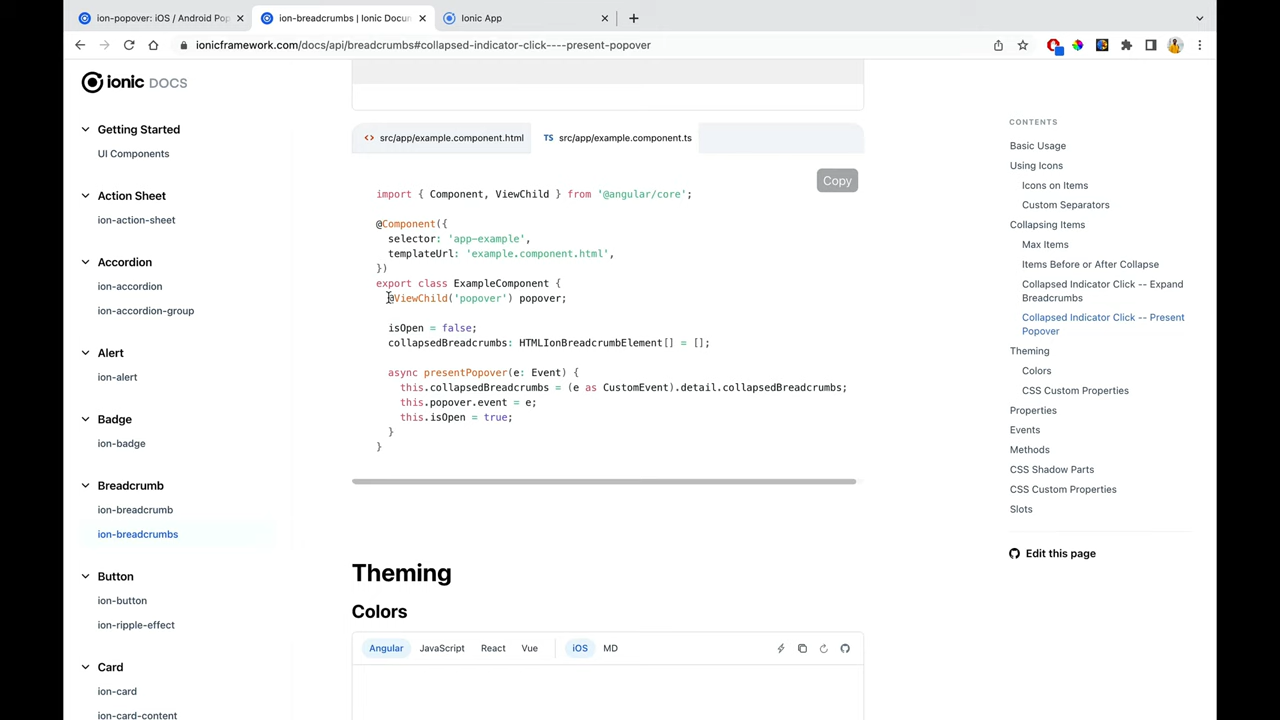 ion-popover: iOS / Android Pop
ion-breadcrumbs | Ionic Docun
Ionic App
ionicframework.com/docs/api/breadcrumbs#collapsed-indicator-click----present-popover
ionic DOCS
Getting Started
UI Components
Action Sheet
ion-action-sheet
Accordion
ion-accordion
ion-accordion-group
Alert
ion-alert
Badge
ion-badge
Breadcrumb
ion-breadcrumb
ion-breadcrumbs
Button
ion-button
ion-ripple-effect
Card
ion-card
ion-card-content
<> src/app/example.component.html
TS src/app/example.component.ts
Copy
import { Component, ViewChild } from '@angular/core';
@Component({
selector: 'app-example',
templateUrl: 'example.component.html',
})
export class ExampleComponent {
@ViewChild('popover') popover;
isOpen = false;
collapsedBreadcrumbs: HTMLIonBreadcrumbElement[] = [];
async presentPopover(e: Event) {
this.collapsedBreadcrumbs = (e as CustomEvent).detail.collapsedBreadcrumbs;
this.popover.event = e;
this.isOpen = true;
}
}
Theming
Colors
Angular JavaScript React Vue iOS MD
CONTENTS
Basic Usage
Using Icons
Icons on Items
Custom Separators
Collapsing Items
Max Items
Items Before or After Collapse
Collapsed Indicator Click -- Expand
Breadcrumbs
Collapsed Indicator Click -- Present
Popover
Theming
Colors
CSS Custom Properties
Properties
Events
Methods
CSS Shadow Parts
CSS Custom Properties
Slots
Edit this page